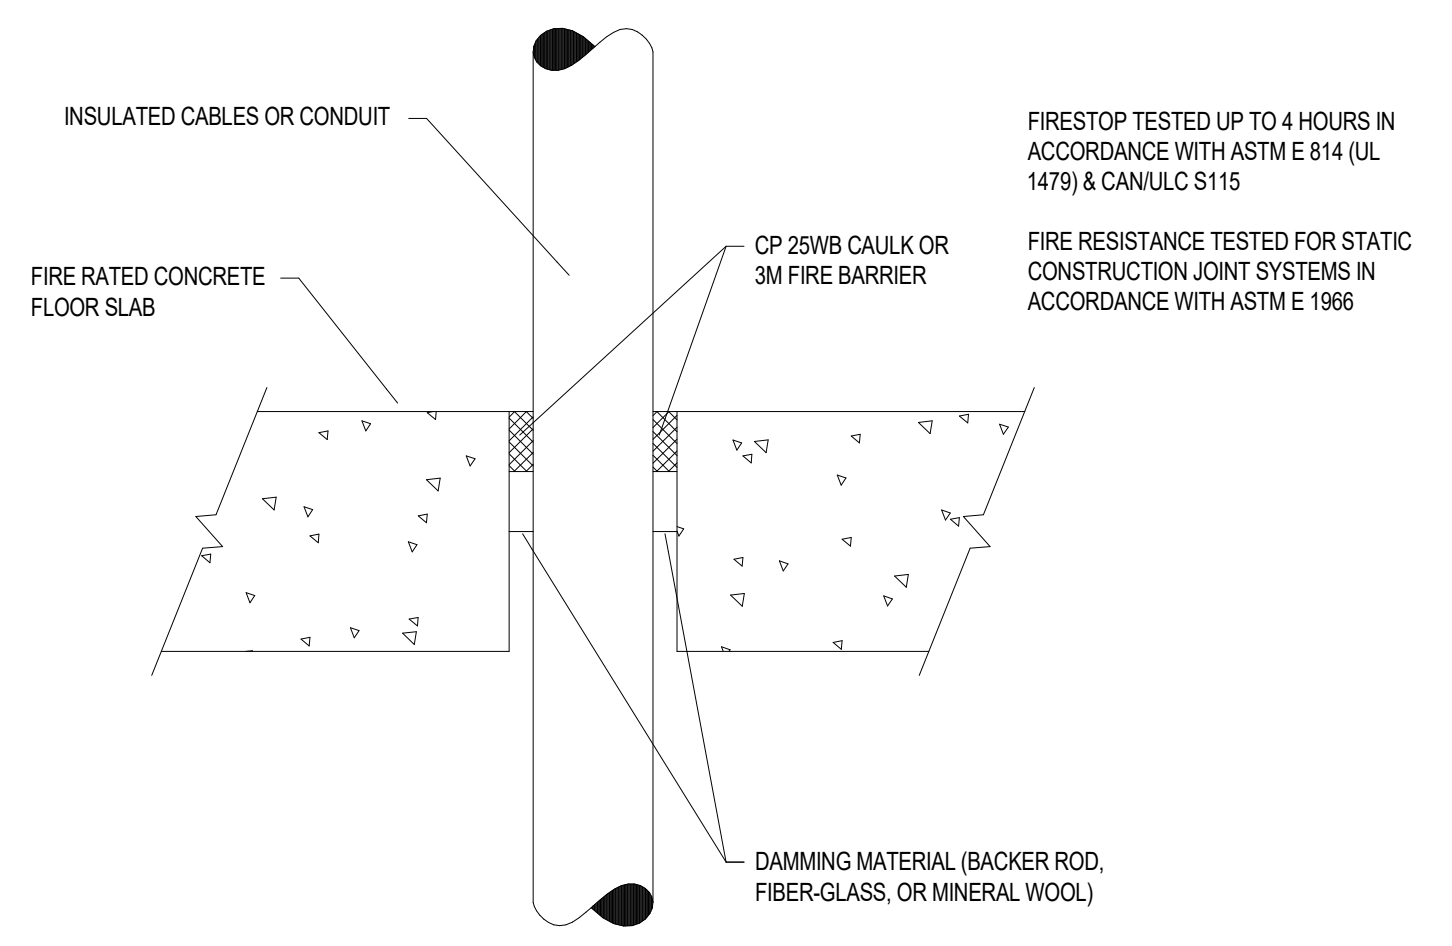 INSULATED CABLES OR CONDUIT
FIRESTOP TESTED UP TO 4 HOURS IN
ACCORDANCE WITH ASTM E 814 (UL
1479) & CAN/ULC S115
FIRE RESISTANCE TESTED FOR STATIC
CONSTRUCTION JOINT SYSTEMS IN
ACCORDANCE WITH ASTM E 1966
CP 25WB CAULK OR
3M FIRE BARRIER
FIRE RATED CONCRETE
FLOOR SLAB
DAMMING MATERIAL (BACKER ROD,
FIBER-GLASS, OR MINERAL WOOL)